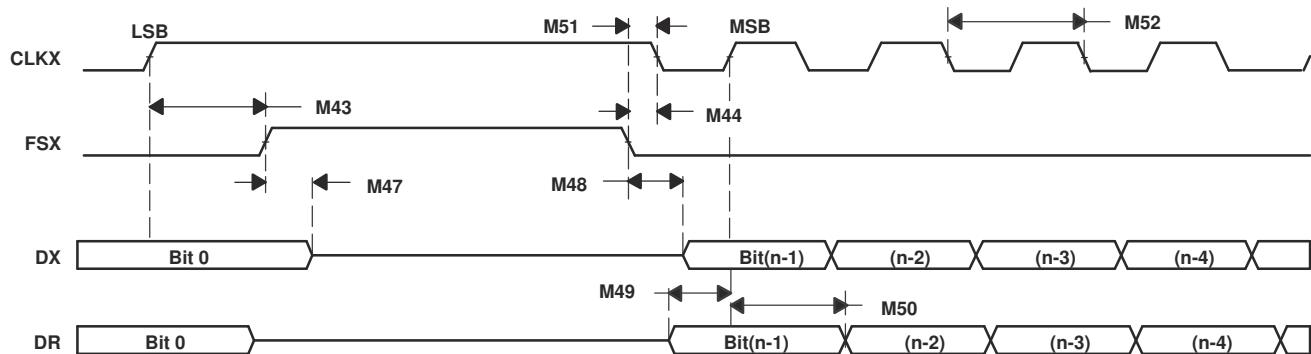 LSB M51 MSB M52
CLKX
M43 M44
FSX
M47 M48
DX Bit 0 Bit(n-1) (n-2) (n-3) (n-4)
M49 M50
DR Bit 0 Bit(n-1) (n-2) (n-3) (n-4)